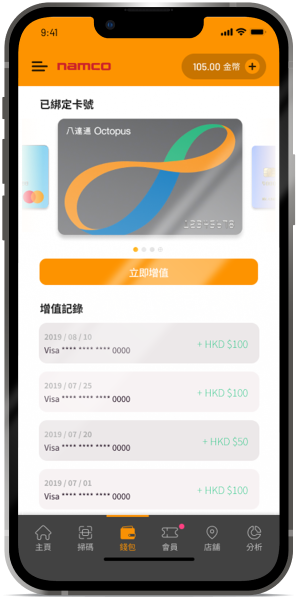 9:41
namco
105.00 金幣 +
已綁定卡號
八達通 Octopus
立即增值
增值記錄
2019 / 08 / 10
Visa **** **** **** 0000
+ HKD $100
2019 / 07 / 25
Visa **** **** **** 0000
+ HKD $100
2019 / 07 / 20
Visa **** **** **** 0000
+ HKD $50
2019 / 07 / 01
Visa **** **** **** 0000
+ HKD $100
主頁 掃碼 錢包 會員 店舖 分析